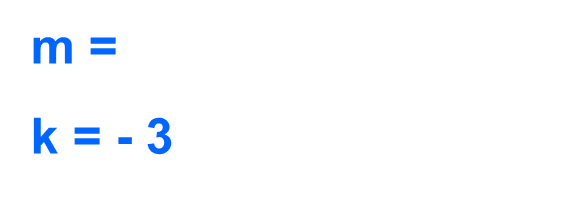 m =
k = - 3